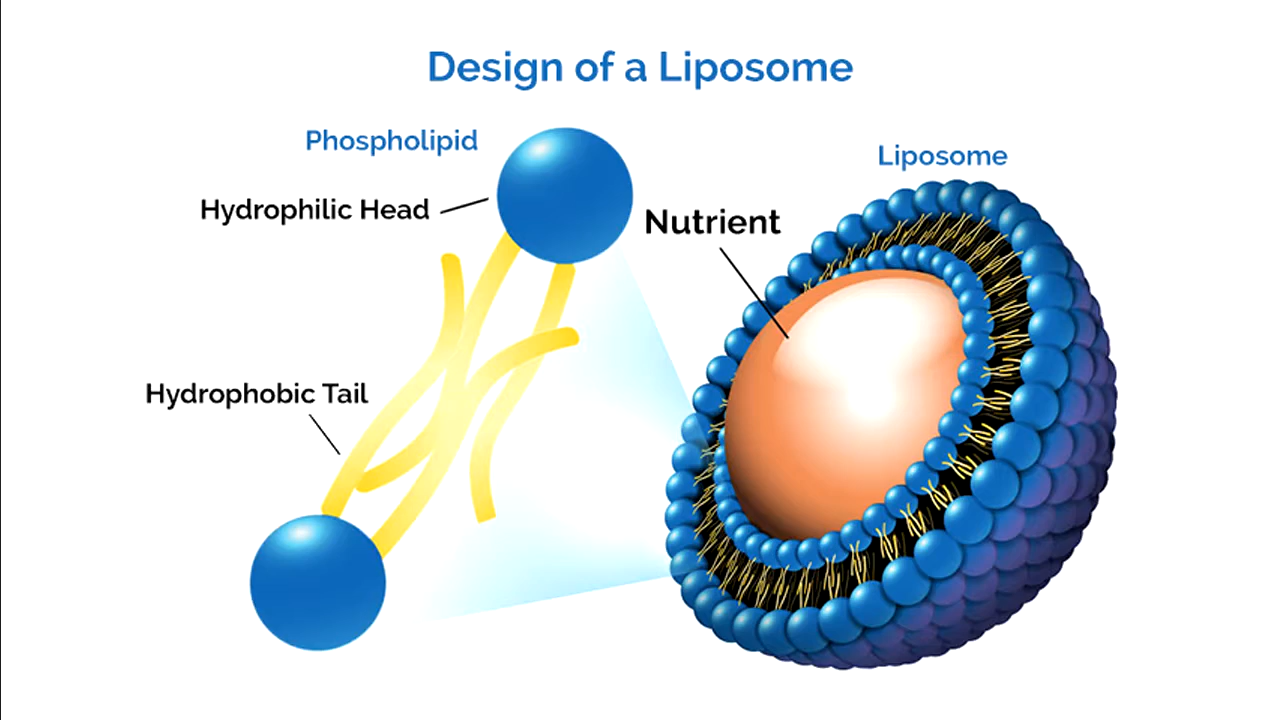 Design of a Liposome
Phospholipid
Liposome
Hydrophilic Head
Nutrient
Hydrophobic Tail